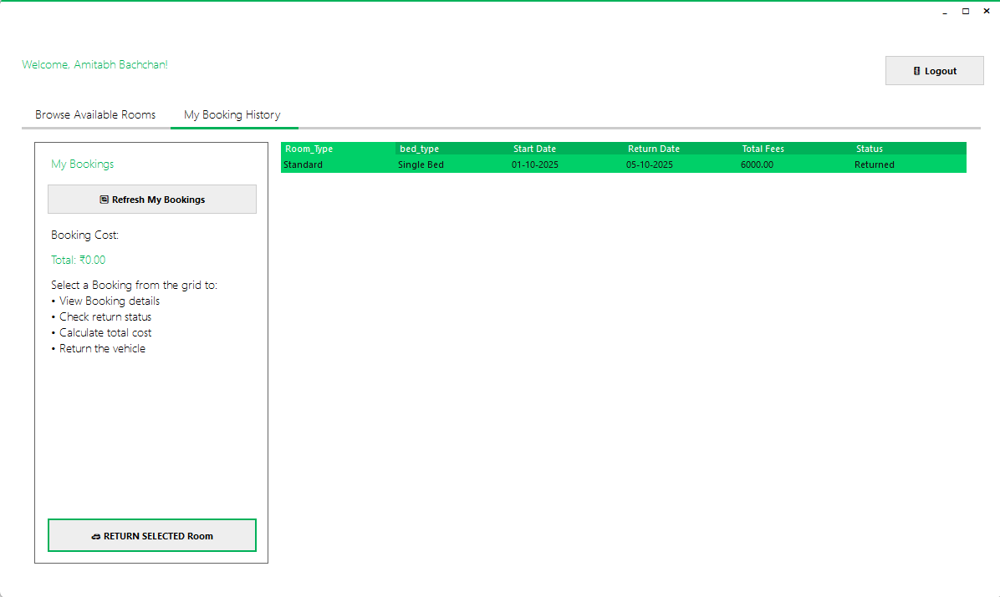 Welcome, Amitabh Bachchan!
Logout
Browse Available Rooms My Booking History
My Bookings
Refresh My Bookings
Booking Cost:
Total: ₹0.00
Select a Booking from the grid to:
• View Booking details
• Check return status
• Calculate total cost
• Return the vehicle
RETURN SELECTED Room
Room_Type bed_type Start Date Return Date Total Fees Status
Standard Single Bed 01-10-2025 05-10-2025 6000.00 Returned